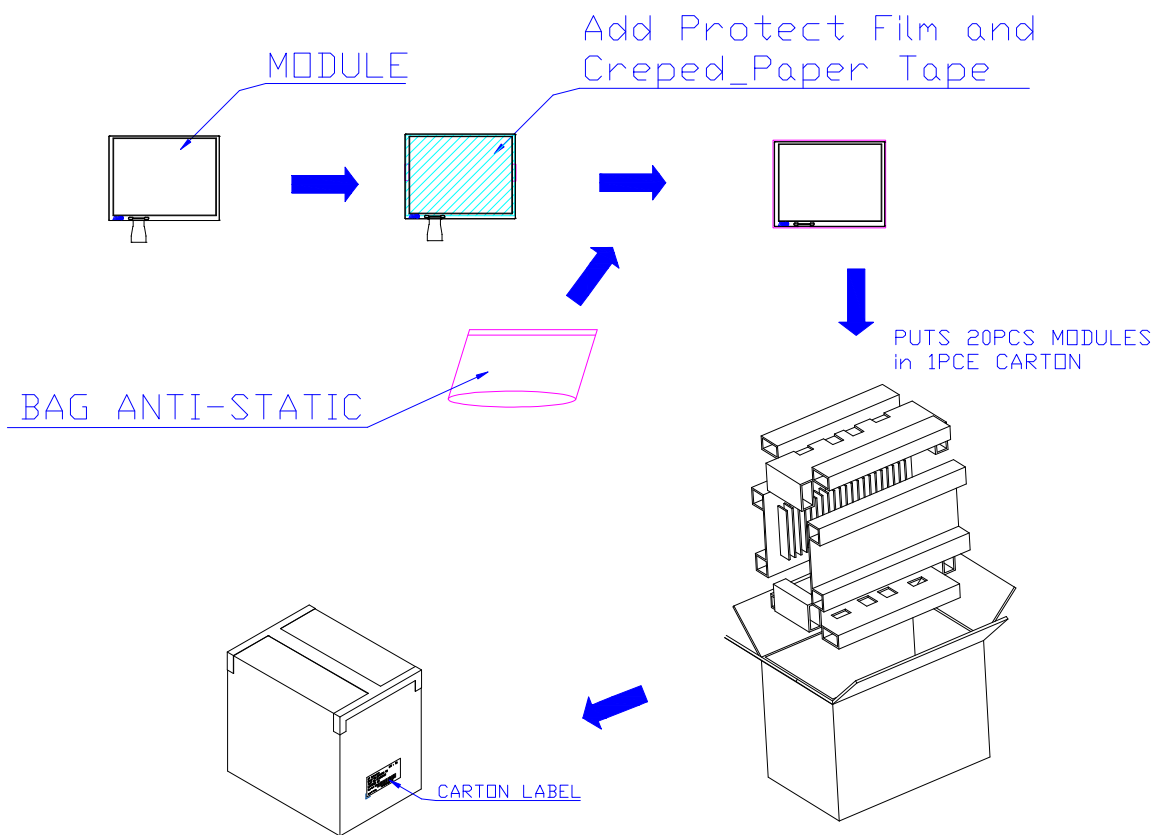 Add Protect Film and
Creped_Paper Tape
MODULE
PUTS 20PCS MODULES
in 1PCE CARTON
BAG ANTI-STATIC
CARTON LABEL